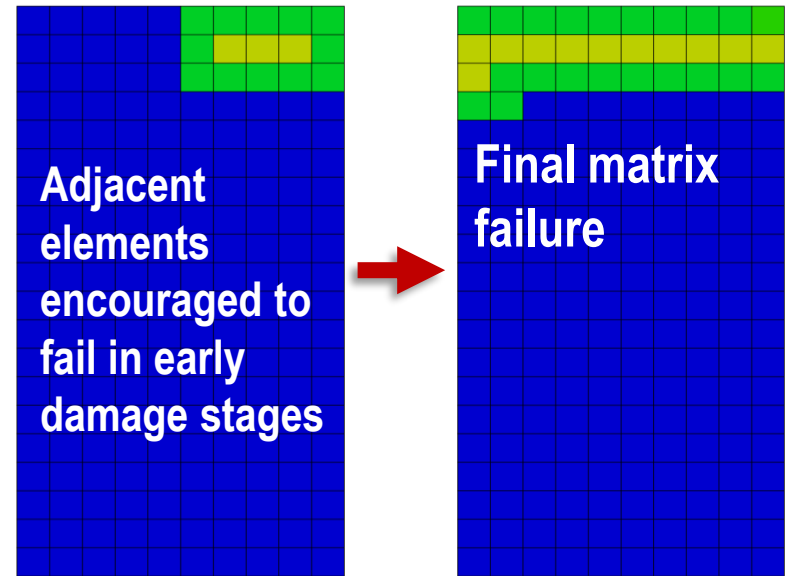 Adjacent
elements
encouraged to
fail in early
damage stages
Final matrix
failure